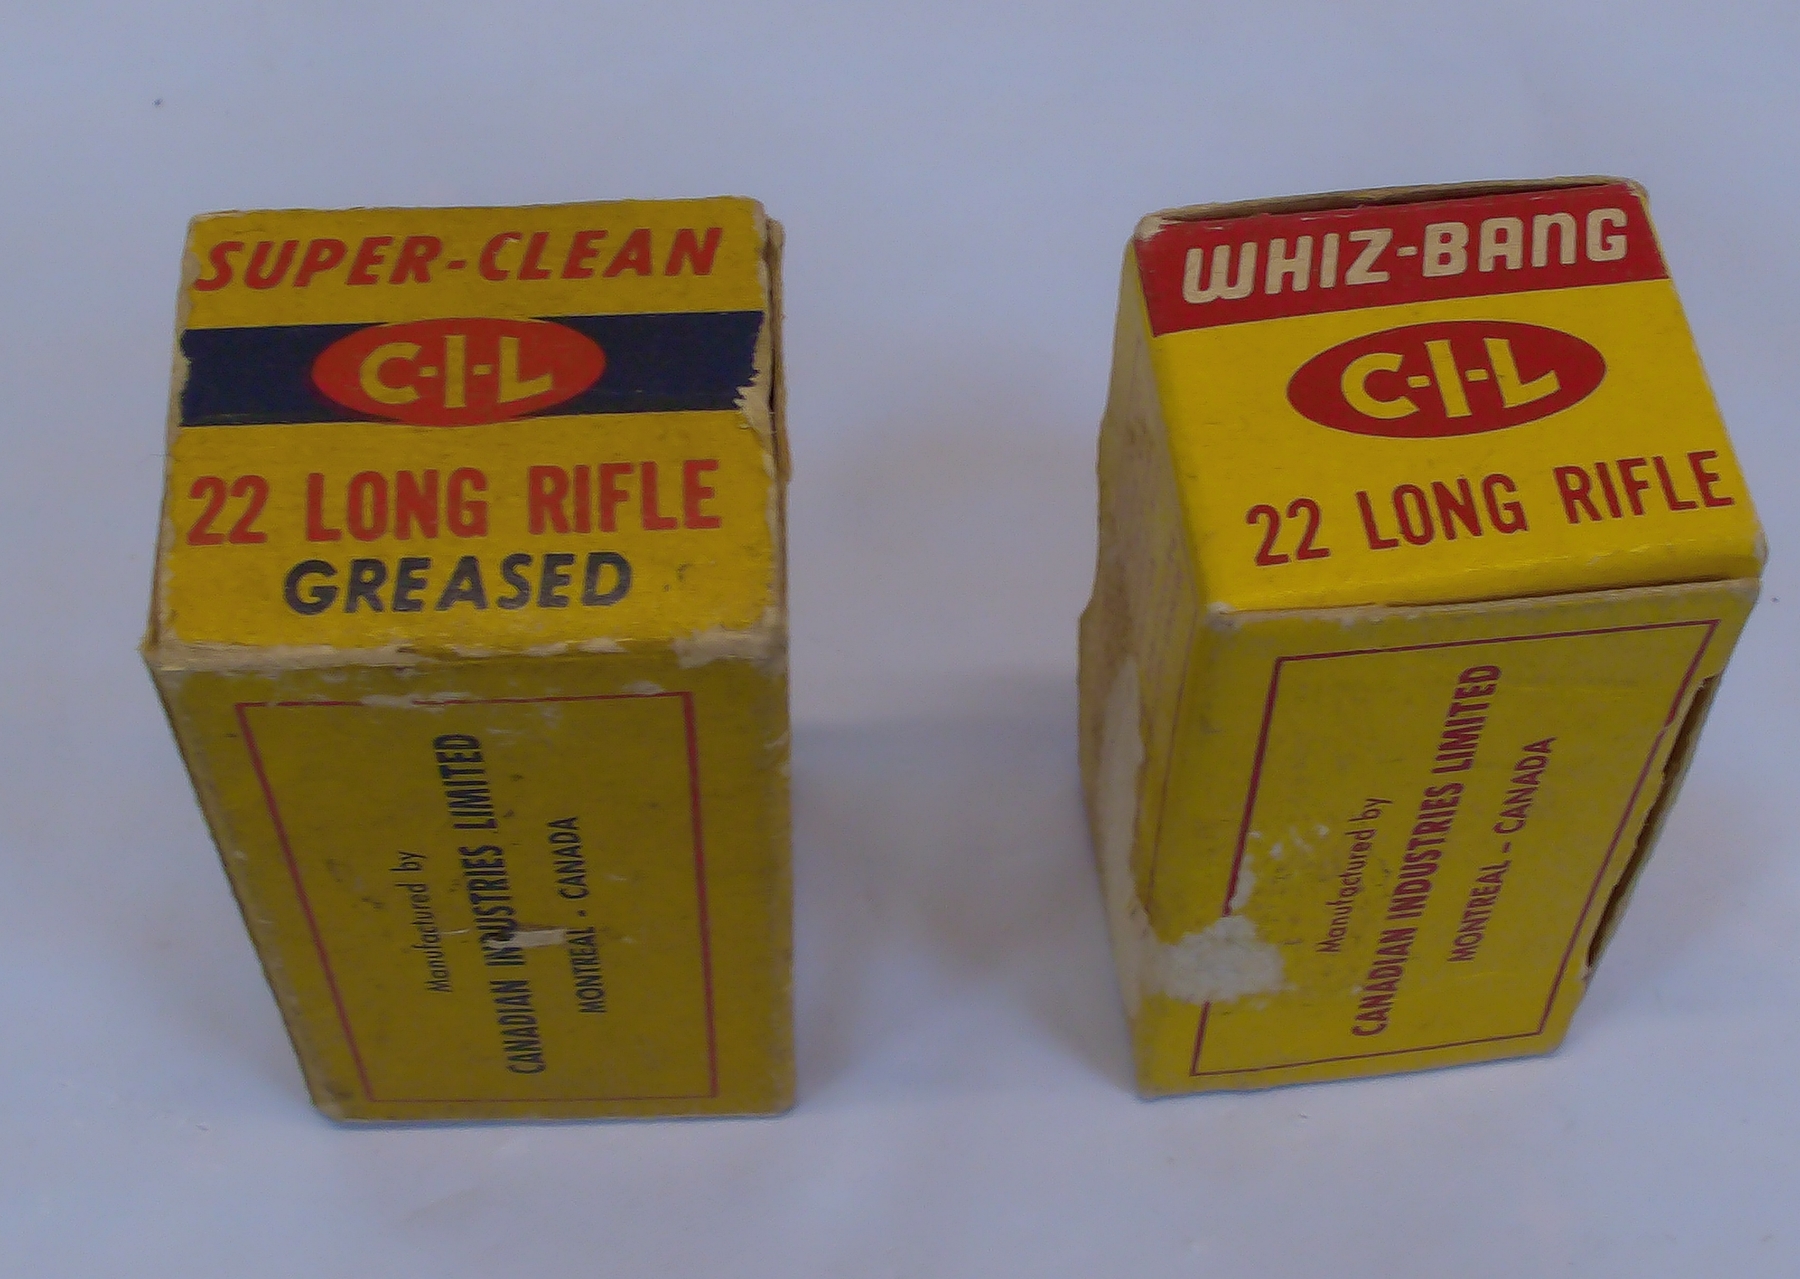 SUPER-CLEAN
C-I-L
22 LONG RIFLE
GREASED
Manufactured by
CANADIAN INDUSTRIES LIMITED
MONTREAL - CANADA
WHIZ-BANG
C-I-L
22 LONG RIFLE
Manufactured by
CANADIAN INDUSTRIES LIMITED
MONTREAL – CANADA